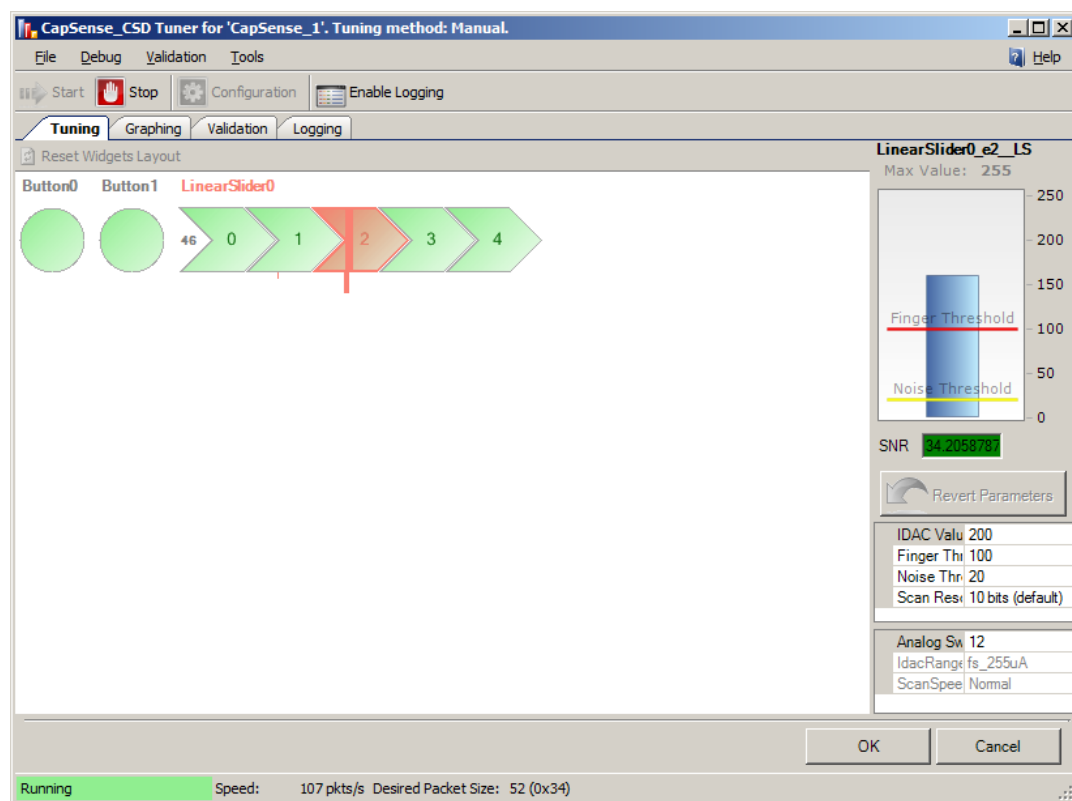 CapSense_CSD Tuner for 'CapSense_1'. Tuning method: Manual.
File Debug Validation Tools Help
Start Stop Configuration Enable Logging
Tuning Graphing Validation Logging
Reset Widgets Layout
LinearSlider0_e2__LS
Max Value: 255
Button0 Button1 LinearSlider0
46 0 1 2 3 4
250
200
150
Finger Threshold
100
50
Noise Threshold
0
SNR 34.2058787
Revert Parameters
IDAC Valu 200
Finger Thr 100
Noise Thr 20
Scan Reso 10 bits (default)
Analog Sw 12
IdacRange fs_255uA
ScanSpee Normal
OK Cancel
Running Speed: 107 pkts/s Desired Packet Size: 52 (0x34)